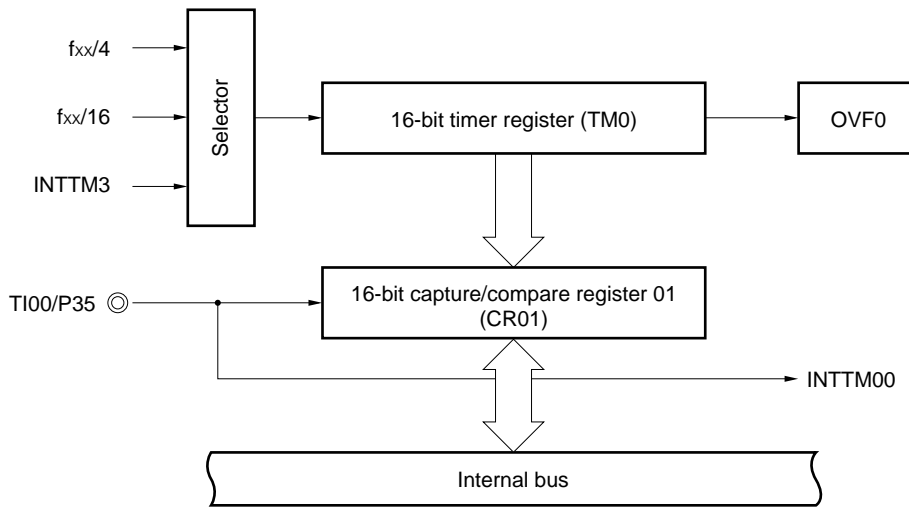 fxx/4
fxx/16
INTTM3
Selector
16-bit timer register (TM0)
OVF0
TI00/P35
16-bit capture/compare register 01
(CR01)
INTTM00
Internal bus